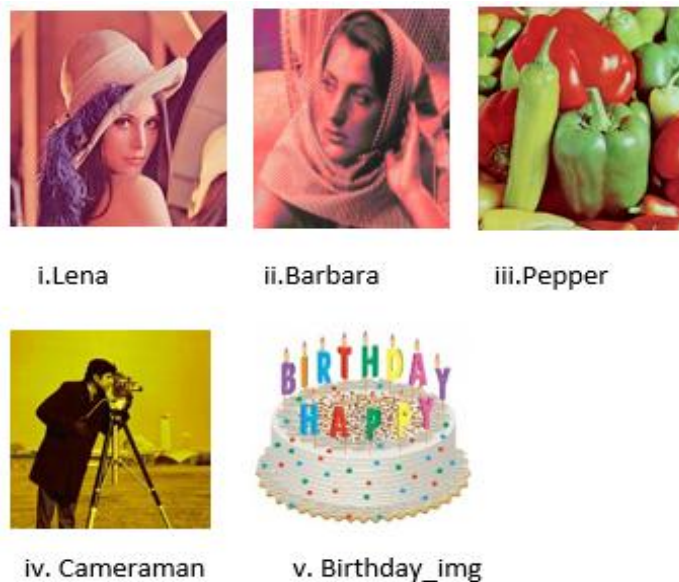 i.Lena
ii.Barbara
iii.Pepper
BIRTHDAY
HAPPY
iv. Cameraman
v. Birthday_img